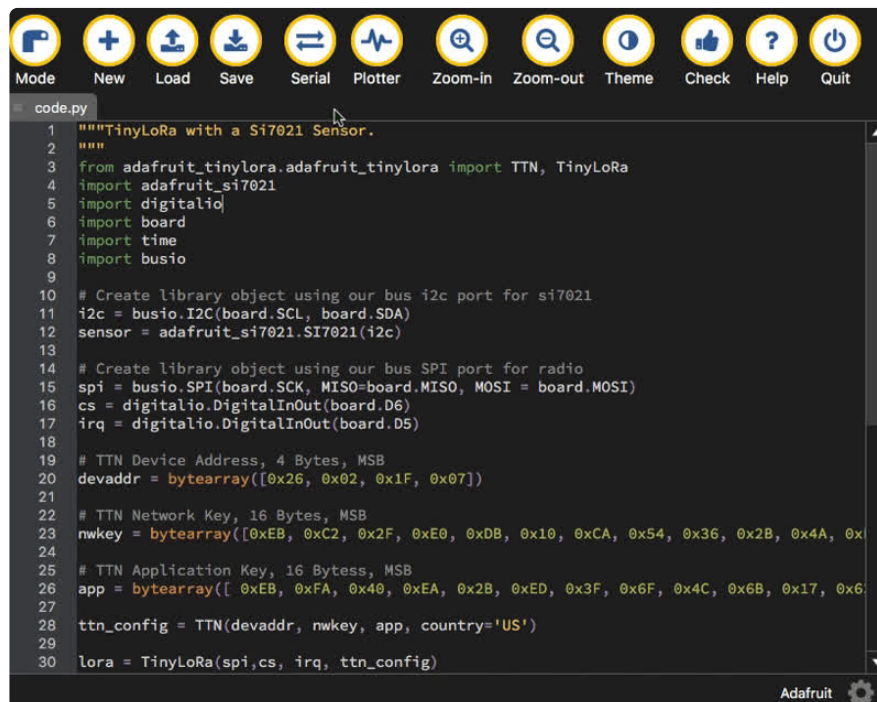 Mode New Load Save Serial Plotter Zoom-in Zoom-out Theme Check Help Quit
code.py
1 """TinyLoRa with a Si7021 Sensor.
2 """
3 from adafruit_tinylora.adafruit_tinylora import TTN, TinyLoRa
4 import adafruit_si7021
5 import digitalio
6 import board
7 import time
8 import busio
9
10 # Create library object using our bus i2c port for si7021
11 i2c = busio.I2C(board.SCL, board.SDA)
12 sensor = adafruit_si7021.SI7021(i2c)
13
14 # Create library object using our bus SPI port for radio
15 spi = busio.SPI(board.SCK, MISO=board.MISO, MOSI = board.MOSI)
16 cs = digitalio.DigitalInOut(board.D6)
17 irq = digitalio.DigitalInOut(board.D5)
18
19 # TTN Device Address, 4 Bytes, MSB
20 devaddr = bytearray([0x26, 0x02, 0x1F, 0x07])
21
22 # TTN Network Key, 16 Bytes, MSB
23 nwkey = bytearray([0xEB, 0xC2, 0x2F, 0xE0, 0xDB, 0x10, 0xCA, 0x54, 0x36, 0x2B, 0x4A,
24
25 # TTN Application Key, 16 Bytess, MSB
26 app = bytearray([ 0xEB, 0xFA, 0x40, 0xEA, 0x2B, 0xED, 0x3F, 0x6F, 0x4C, 0x6B, 0x17,
27
28 ttn_config = TTN(devaddr, nwkey, app, country='US')
29
30 lora = TinyLoRa(spi,cs, irq, ttn_config)
Adafruit